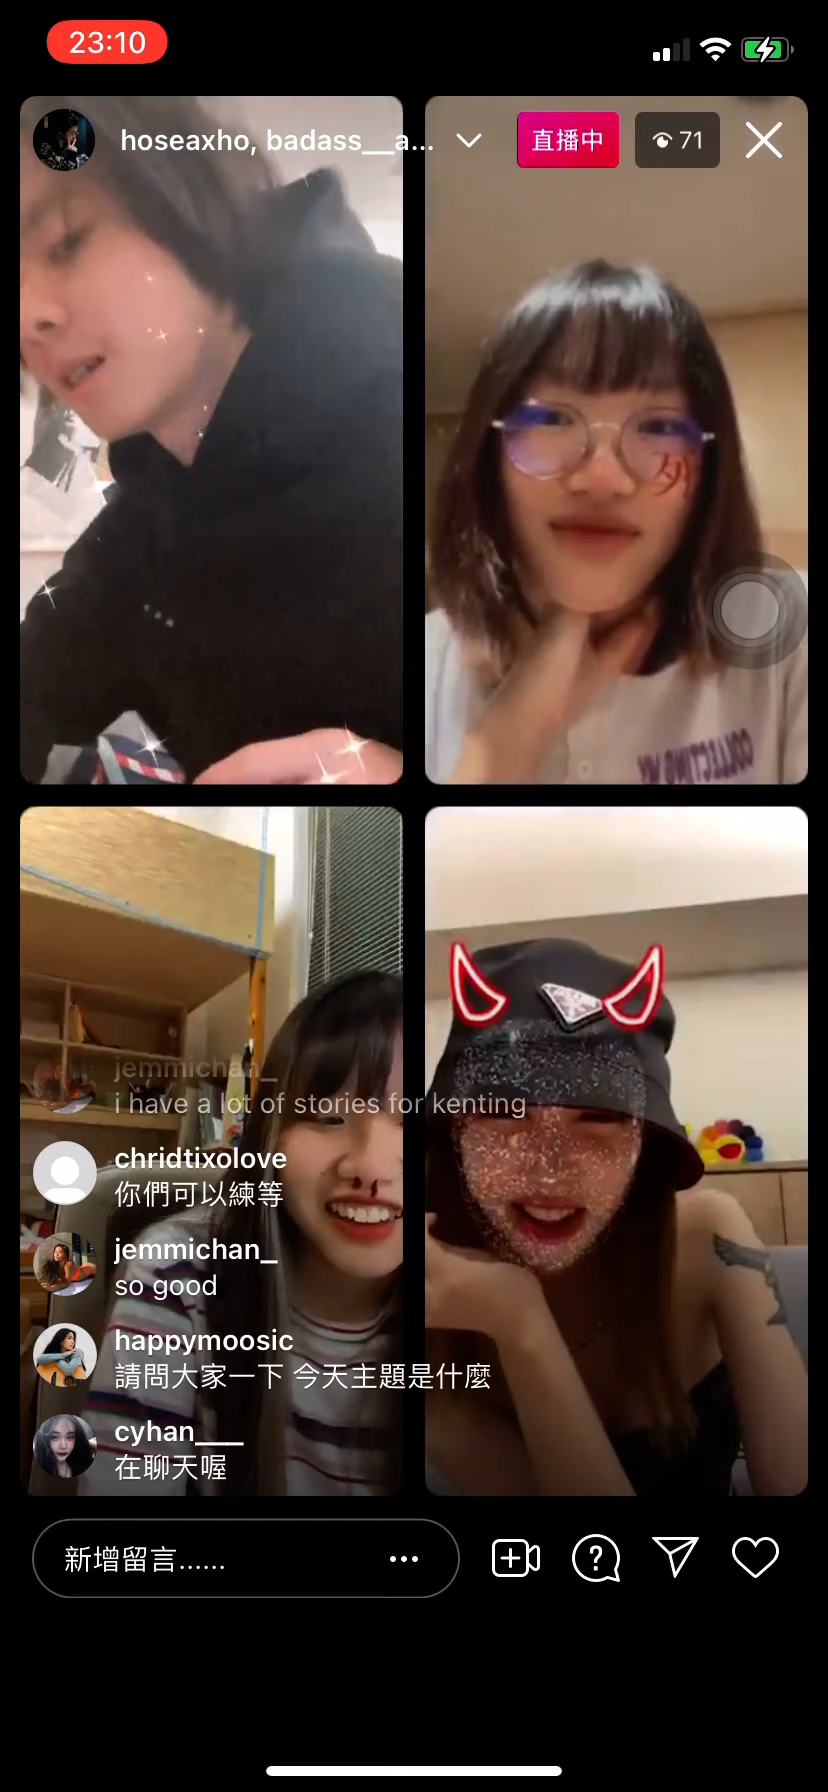 23:10
hoseaxho, badass__a...
直播中
71
COLLECTING MY
jemmichan_
i have a lot of stories for kenting
chridtixolove
你們可以練等
jemmichan_
so good
happymoosic
請問大家一下 今天主題是什麼
cyhan___
在聊天喔
新增留言......